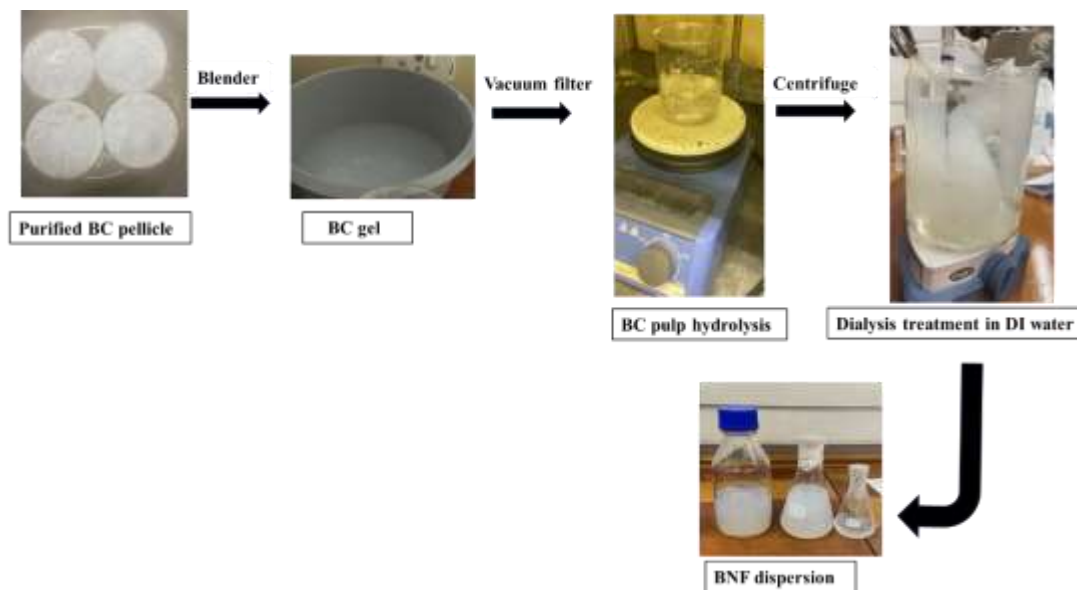 Blender
Vacuum filter
Centrifuge
Purified BC pellicle
BC gel
BC pulp hydrolysis
Dialysis treatment in DI water
BNF dispersion